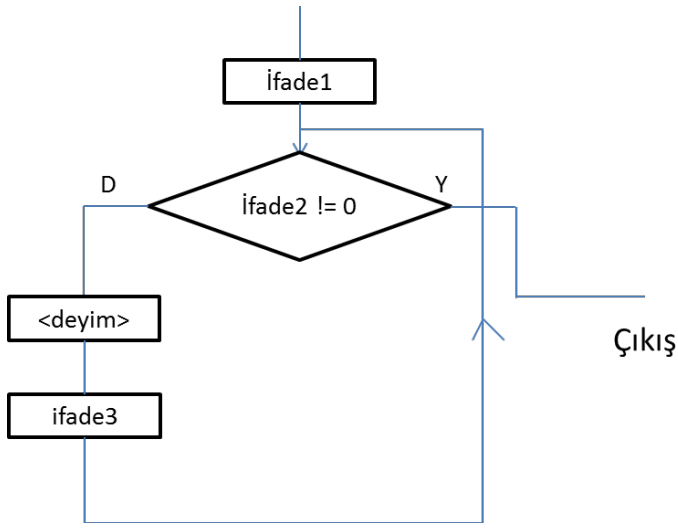 İfade1
D
Y
İfade2 != 0
<deyim>
Çıkış
ifade3